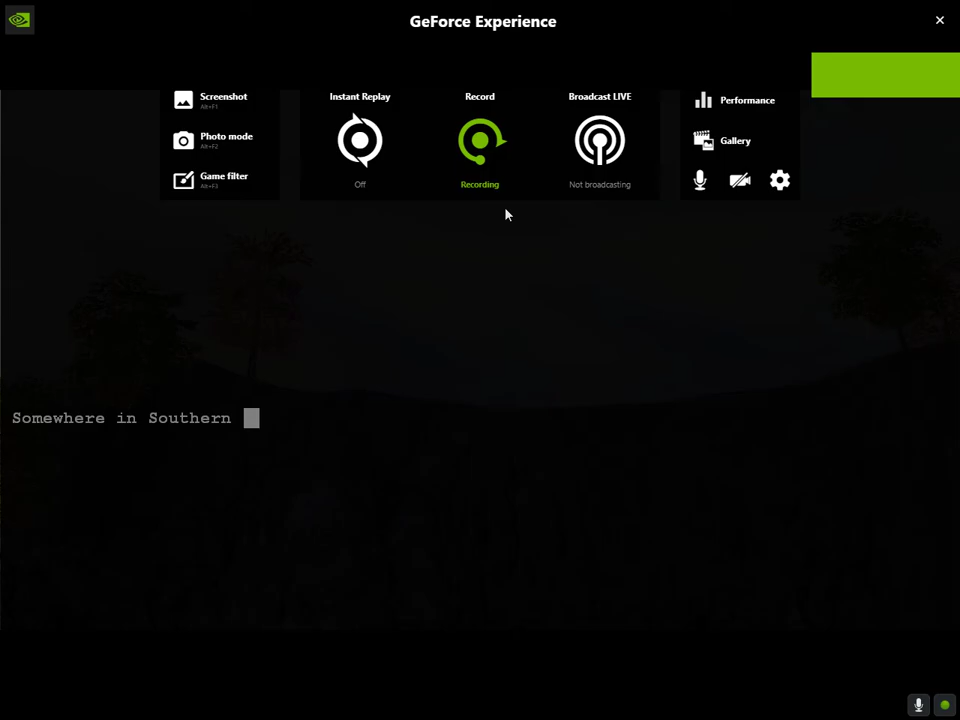 GeForce Experience
Screenshot
Alt+F1
Photo mode
Alt+F2
Game filter
Alt+F3
Instant Replay
Off
Record
Recording
Broadcast LIVE
Not broadcasting
Performance
Gallery
Somewhere in Southern